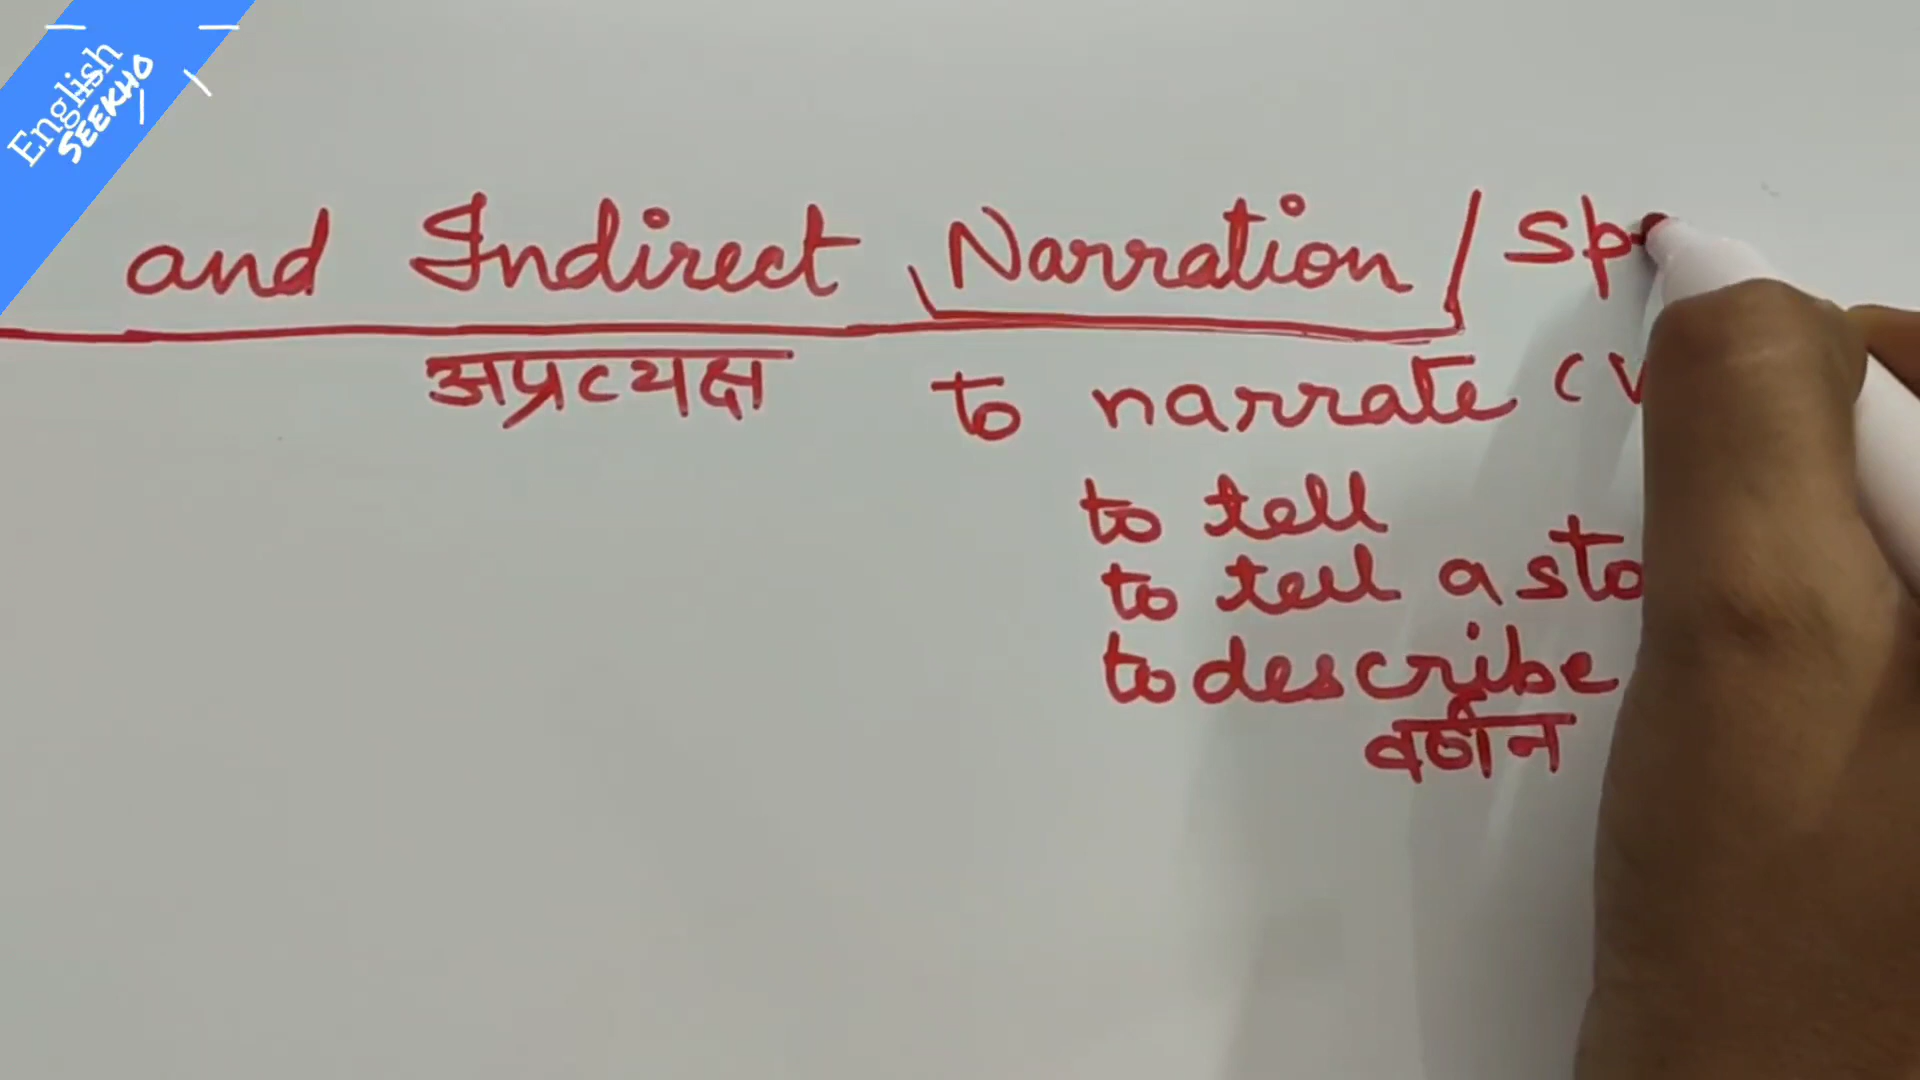 English
SEEKHO
and Indirect Narration / Sp
अप्रत्यक्ष to narrate (V
to tell
to tell a sto
to describe
वर्णन